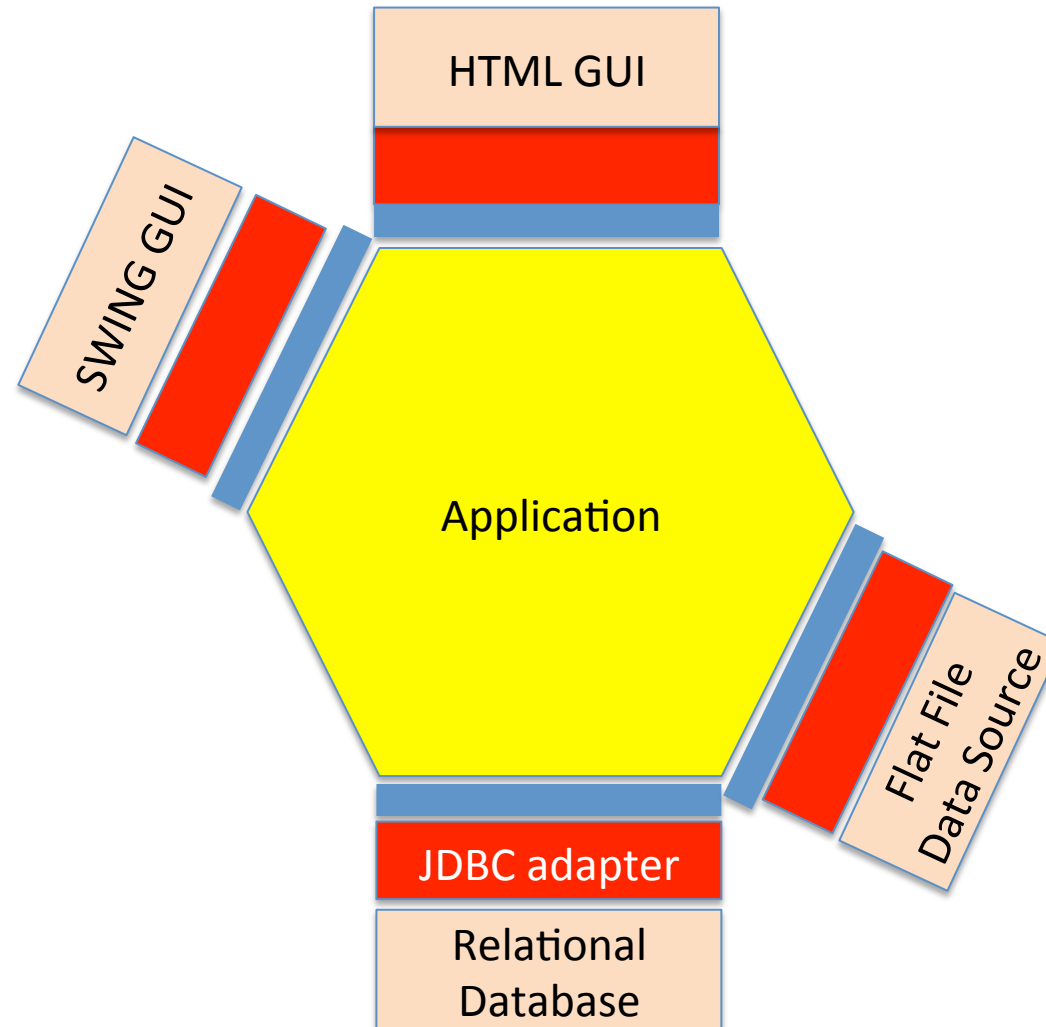 HTML GUI
SWING GUI
Application
Flat File
Data Source
JDBC adapter
Relational
Database